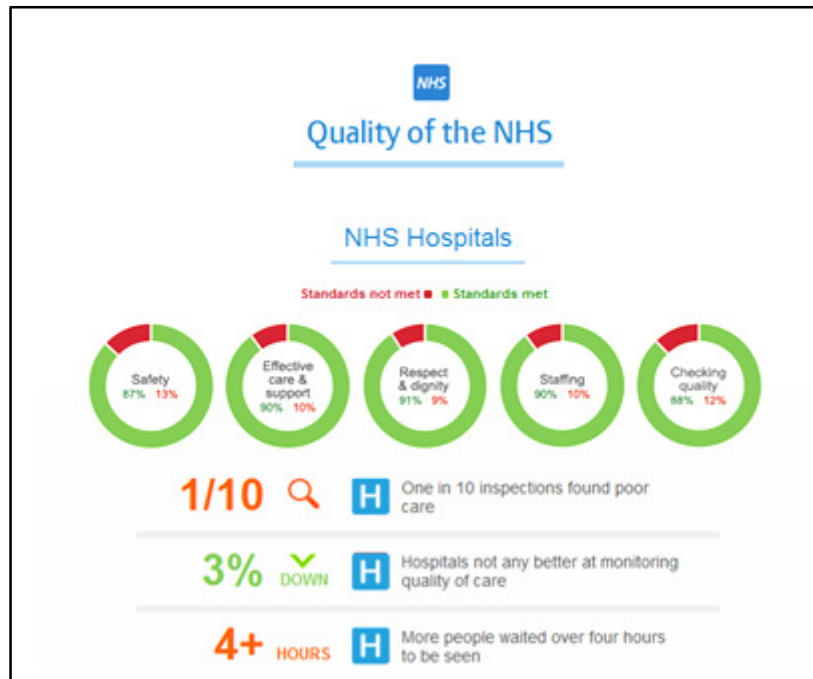 NHS
Quality of the NHS
NHS Hospitals
Standards not met Standards met
Safety
87% 13%
Effective
care &
support
90% 10%
Respect
& dignity
91% 9%
Staffing
90% 10%
Checking
quality
88% 12%
1/10 H One in 10 inspections found poor
care
3% DOWN H Hospitals not any better at monitoring
quality of care
4+ HOURS H More people waited over four hours
to be seen